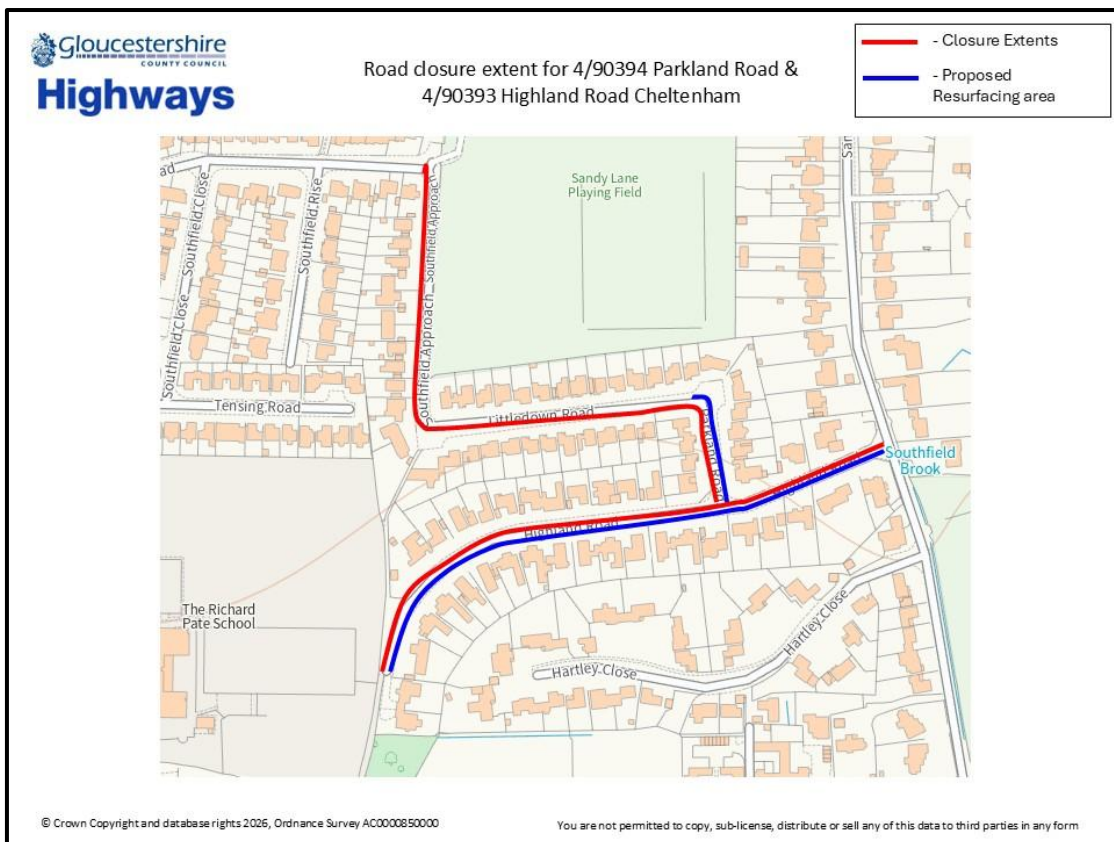 Gloucestershire
COUNTY COUNCIL
Highways
Road closure extent for 4/90394 Parkland Road &
4/90393 Highland Road Cheltenham
- Closure Extents
- Proposed
Resurfacing area
ad
Southfield Close
Southfield Close
Southfield Rise
Southfield Approach
Southfield Approach
Sandy Lane
Playing Field
San
Tensing Road
Littledown Road
Parkland Road
Southfield
Brook
Highland Road
The Richard
Pate School
Hartley Close
Hartley Close
© Crown Copyright and database rights 2026, Ordnance Survey AC0000850000
You are not permitted to copy, sub-license, distribute or sell any of this data to third parties in any form